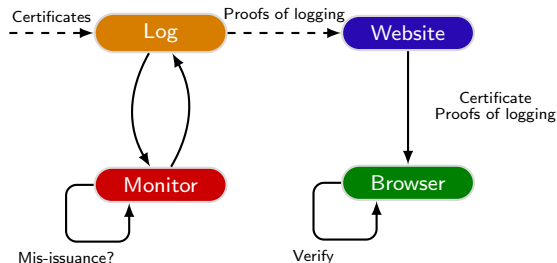 Certificates
Proofs of logging
Log
Website
Certificate
Proofs of logging
Monitor
Browser
Mis-issuance?
Verify